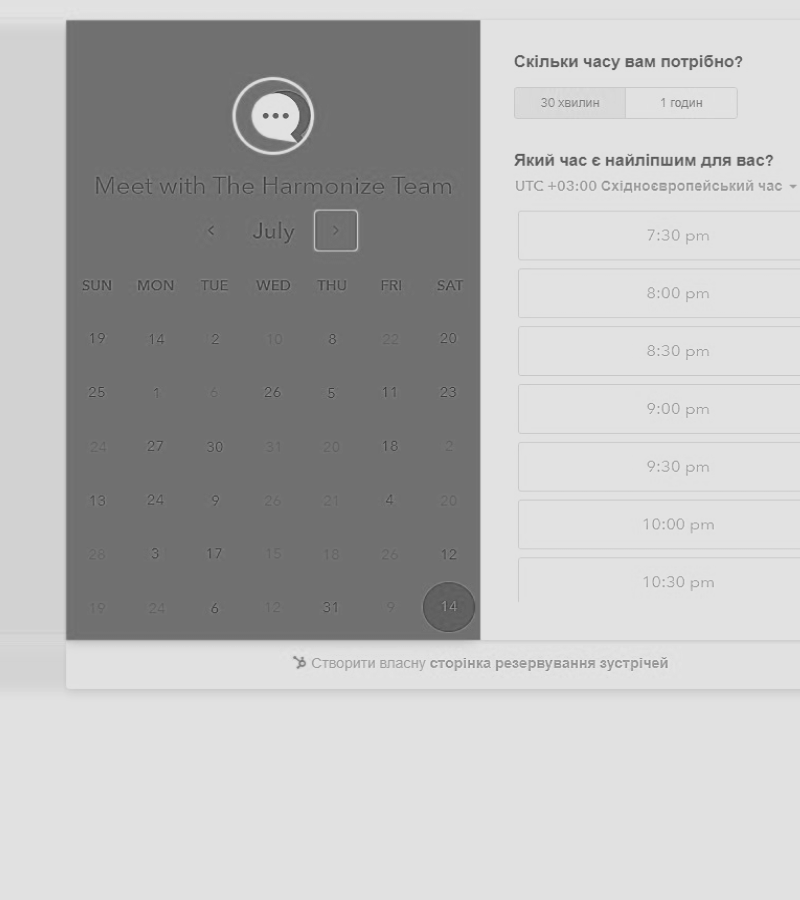 Meet with The Harmonize Team
July
SUN MON TUE WED THU FRI SAT
19 14 2 10 8 22 20
25 1 6 26 5 11 23
24 27 30 31 20 18 2
13 24 9 26 21 4 20
28 3 17 15 18 26 12
19 24 6 12 31 9 14
Скільки часу вам потрібно?
30 хвилин 1 годин
Який час є найліпшим для вас?
UTC +03:00 Східноєвропейський час
7:30 pm
8:00 pm
8:30 pm
9:00 pm
9:30 pm
10:00 pm
10:30 pm
Створити власну сторінка резервування зустрічей